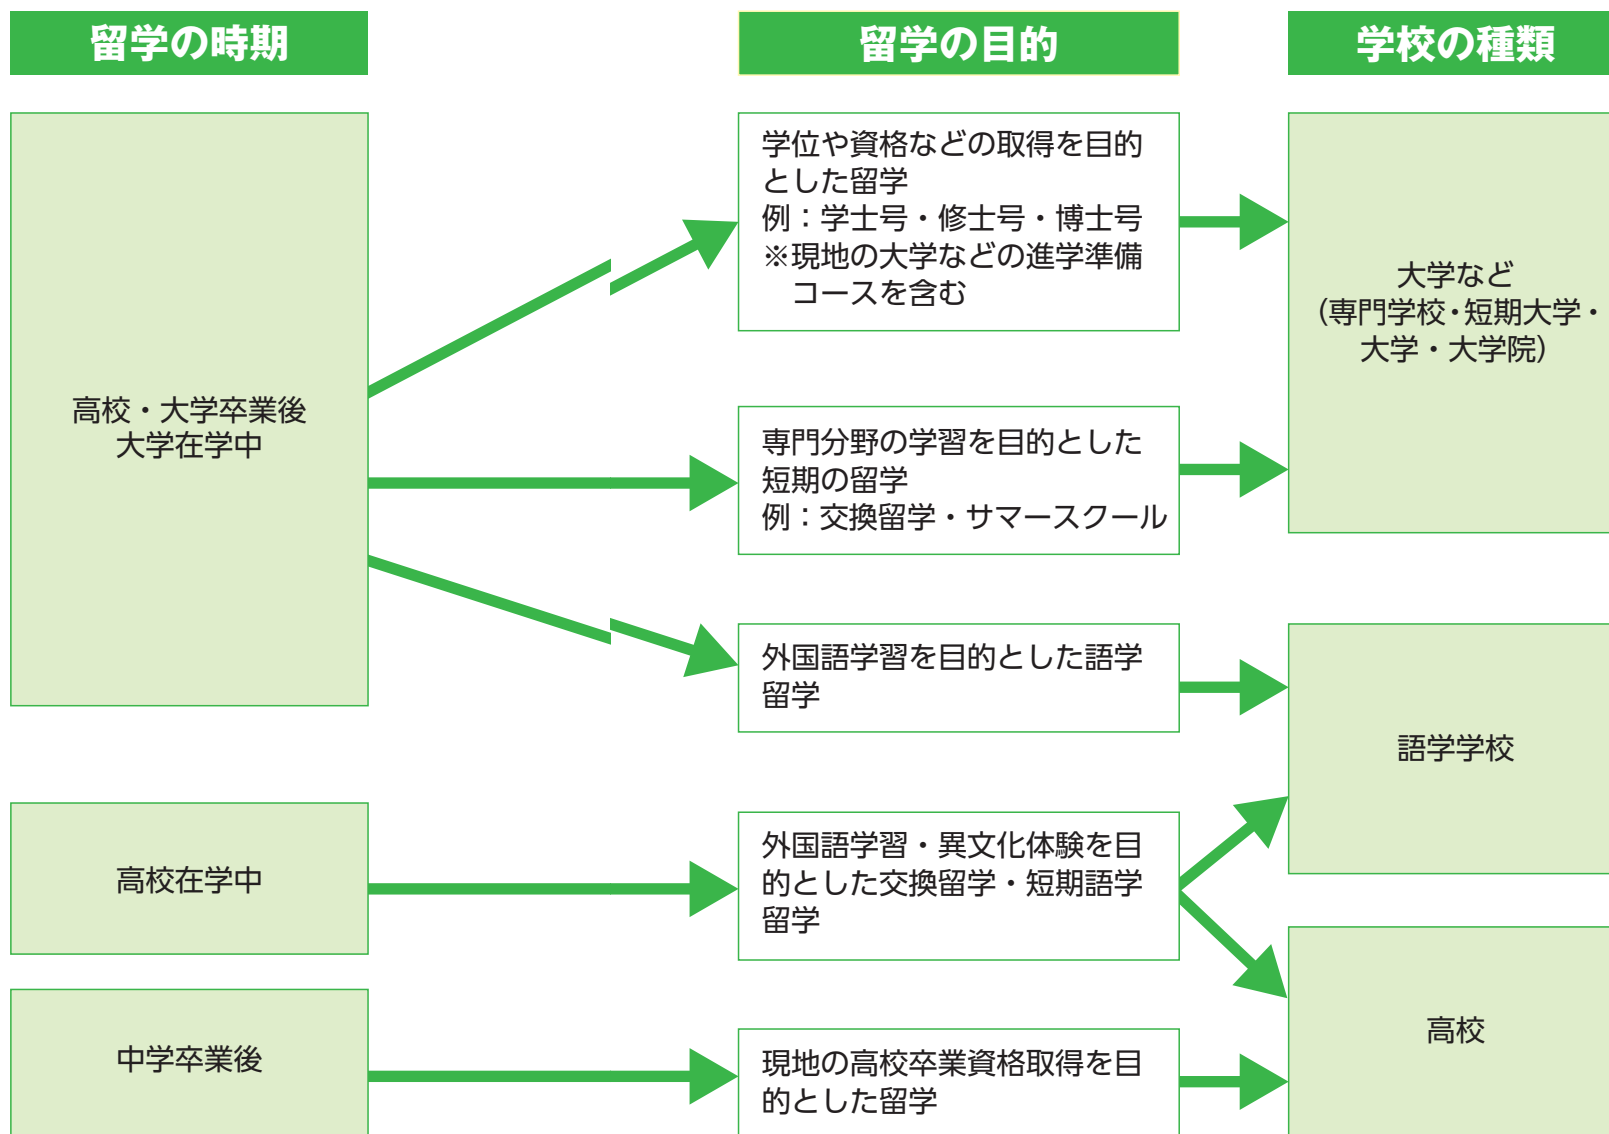 留学の時期
留学の目的
学校の種類
高校・大学卒業後
大学在学中
学位や資格などの取得を目的
とした留学
例：学士号・修士号・博士号
※現地の大学などの進学準備
コースを含む
大学など
（専門学校・短期大学・
大学・大学院）
専門分野の学習を目的とした
短期の留学
例：交換留学・サマースクール
外国語学習を目的とした語学
留学
語学学校
高校在学中
外国語学習・異文化体験を目
的とした交換留学・短期語学
留学
高校
中学卒業後
現地の高校卒業資格取得を目
的とした留学